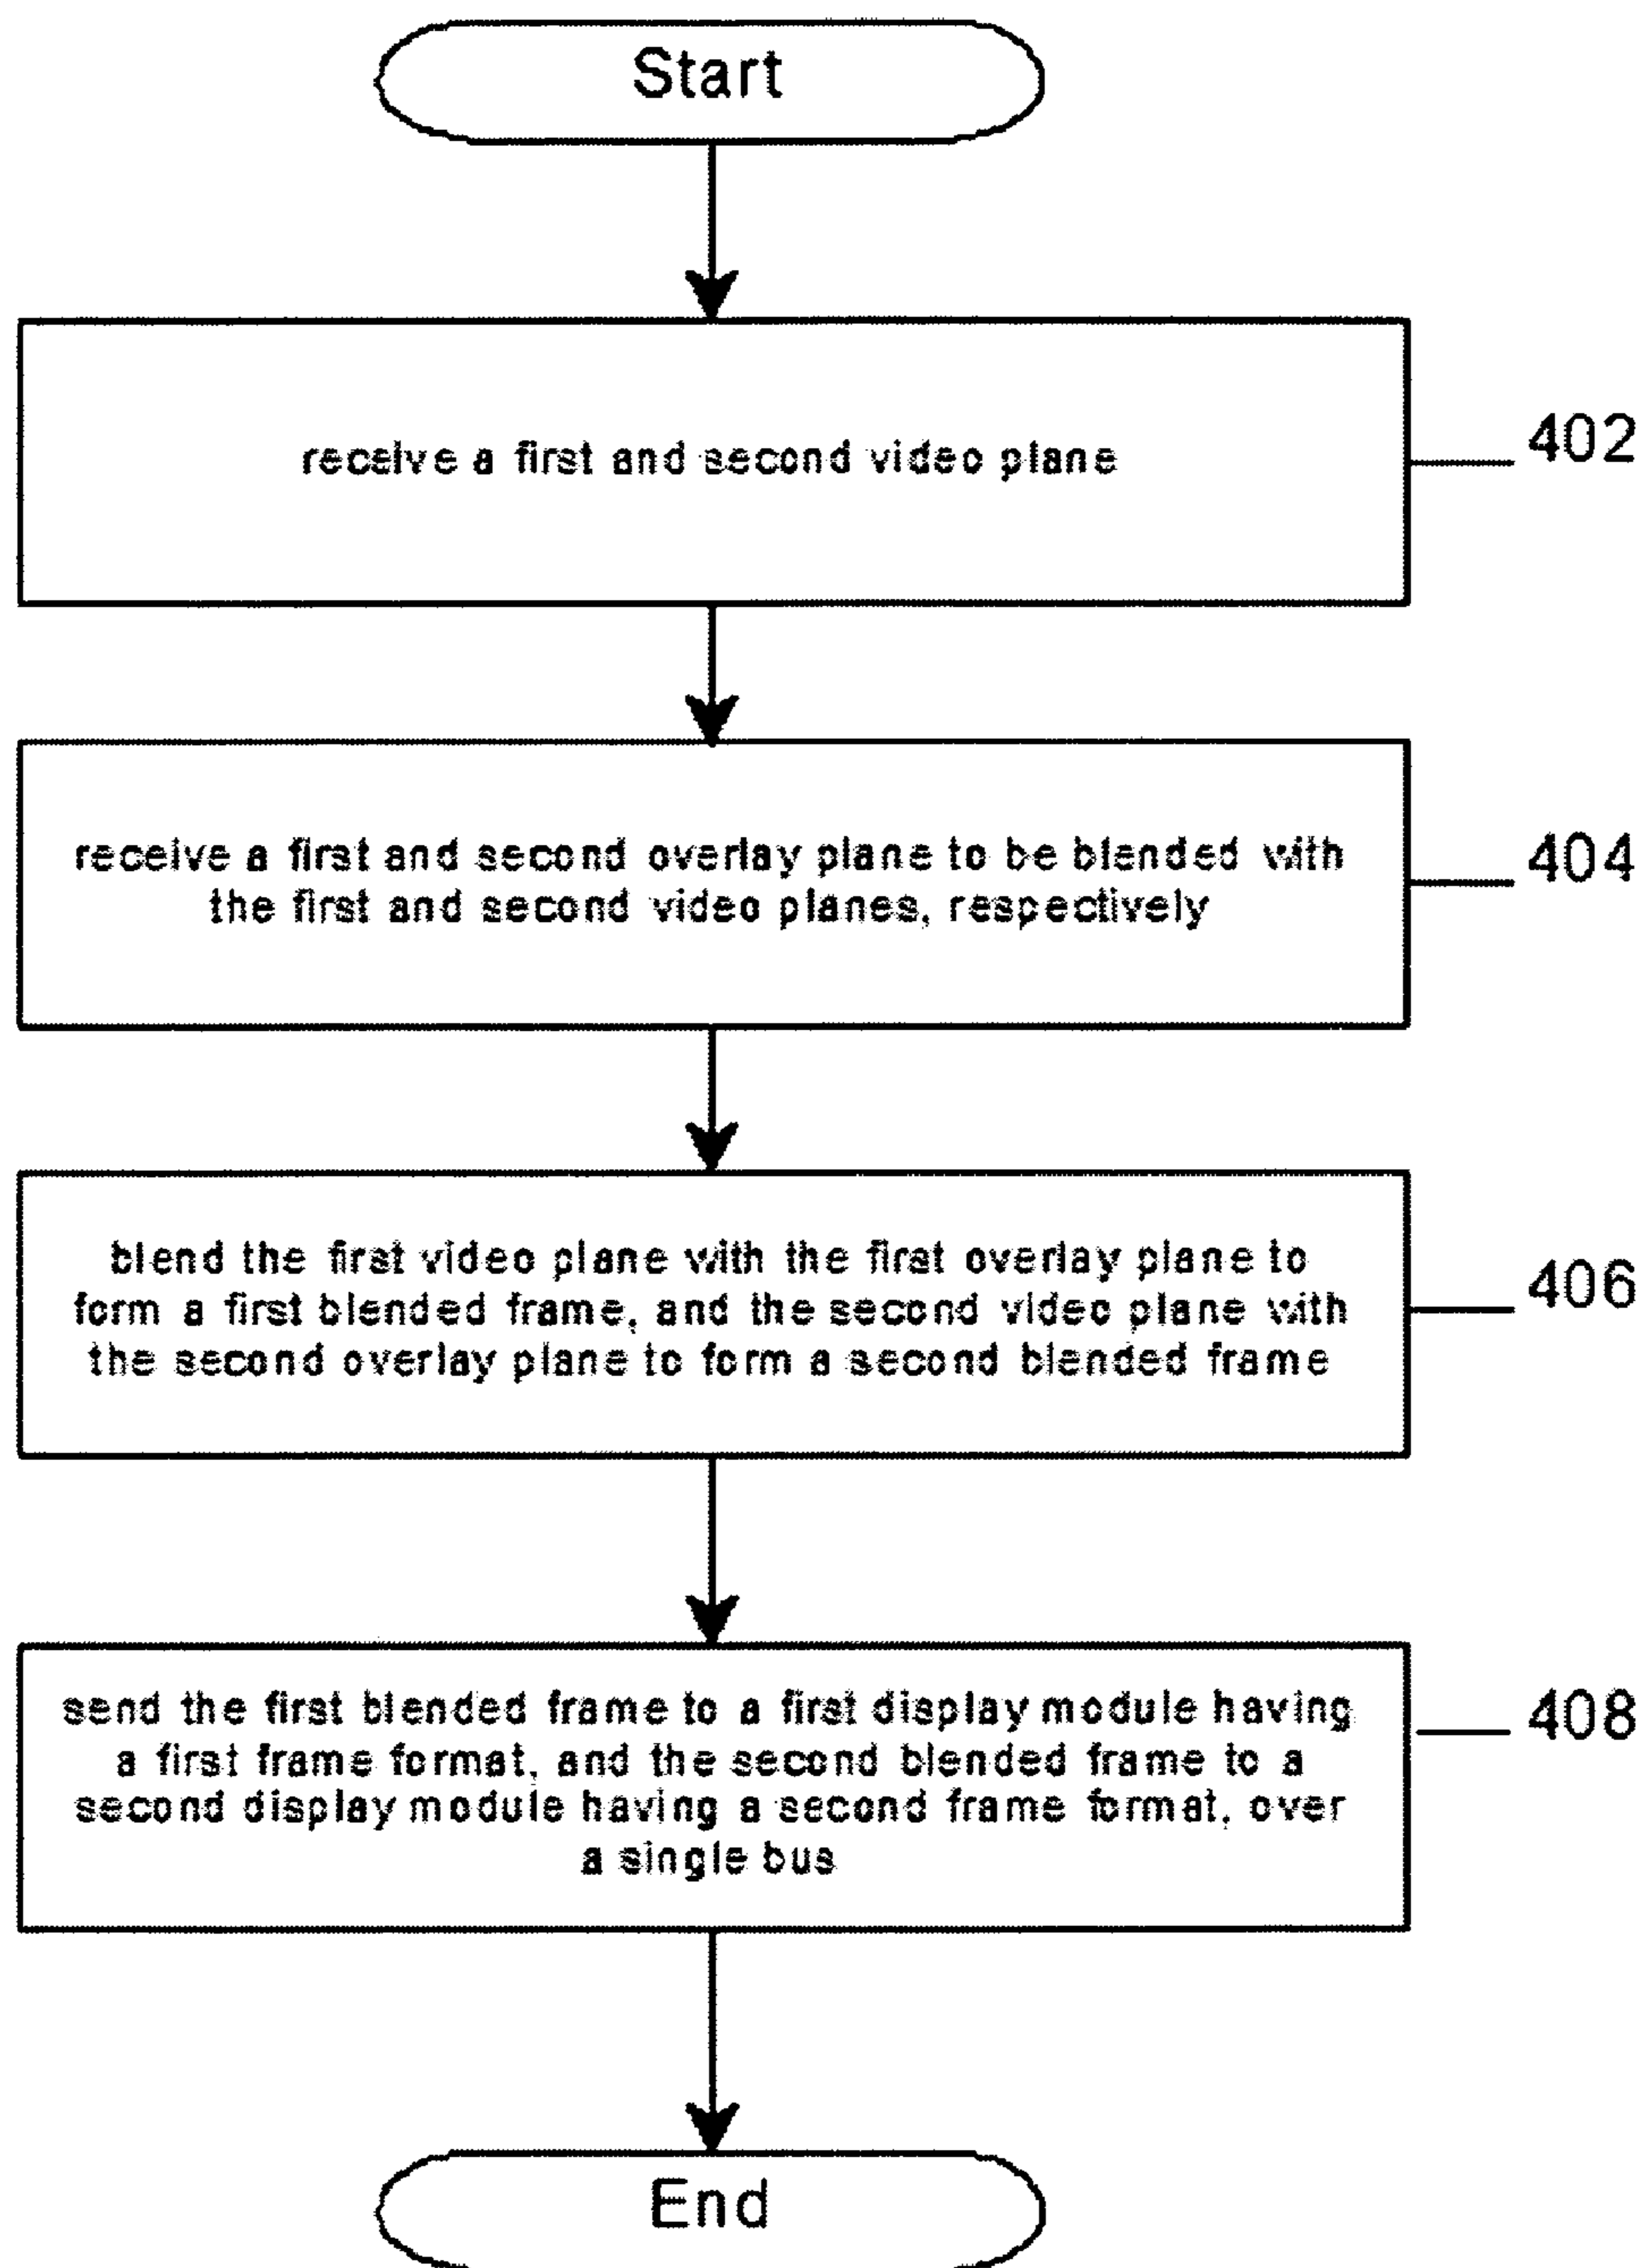 Start
receive a first and second video plane
402
receive a first and second overlay plane to be blended with
the first and second video planes, respectively
404
blend the first video plane with the first overlay plane to
form a first blended frame, and the second video plane with
the second overlay plane to form a second blended frame
406
send the first blended frame to a first display module having
a first frame format, and the second blended frame to a
second display module having a second frame format, over
a single bus
408
End